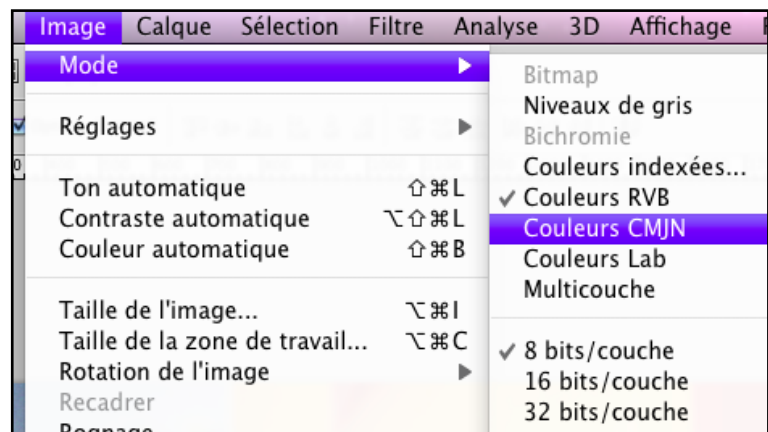 Image Calque Sélection Filtre Analyse 3D Affichage
Mode
Réglages
Ton automatique ⇧⌘L
Contraste automatique ⌥⇧⌘L
Couleur automatique ⇧⌘B
Taille de l'image... ⌥⌘I
Taille de la zone de travail... ⌥⌘C
Rotation de l'image
Recadrer
Rognage
Bitmap
Niveaux de gris
Bichromie
Couleurs indexées...
Couleurs RVB
Couleurs CMJN
Couleurs Lab
Multicouche
8 bits/couche
16 bits/couche
32 bits/couche